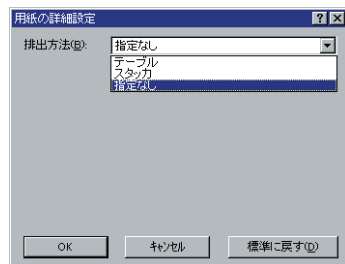 用紙の詳細設定
排出方法(B): 指定なし
テーブル
スタッカ
指定なし
OK キャンセル 標準に戻す(D)